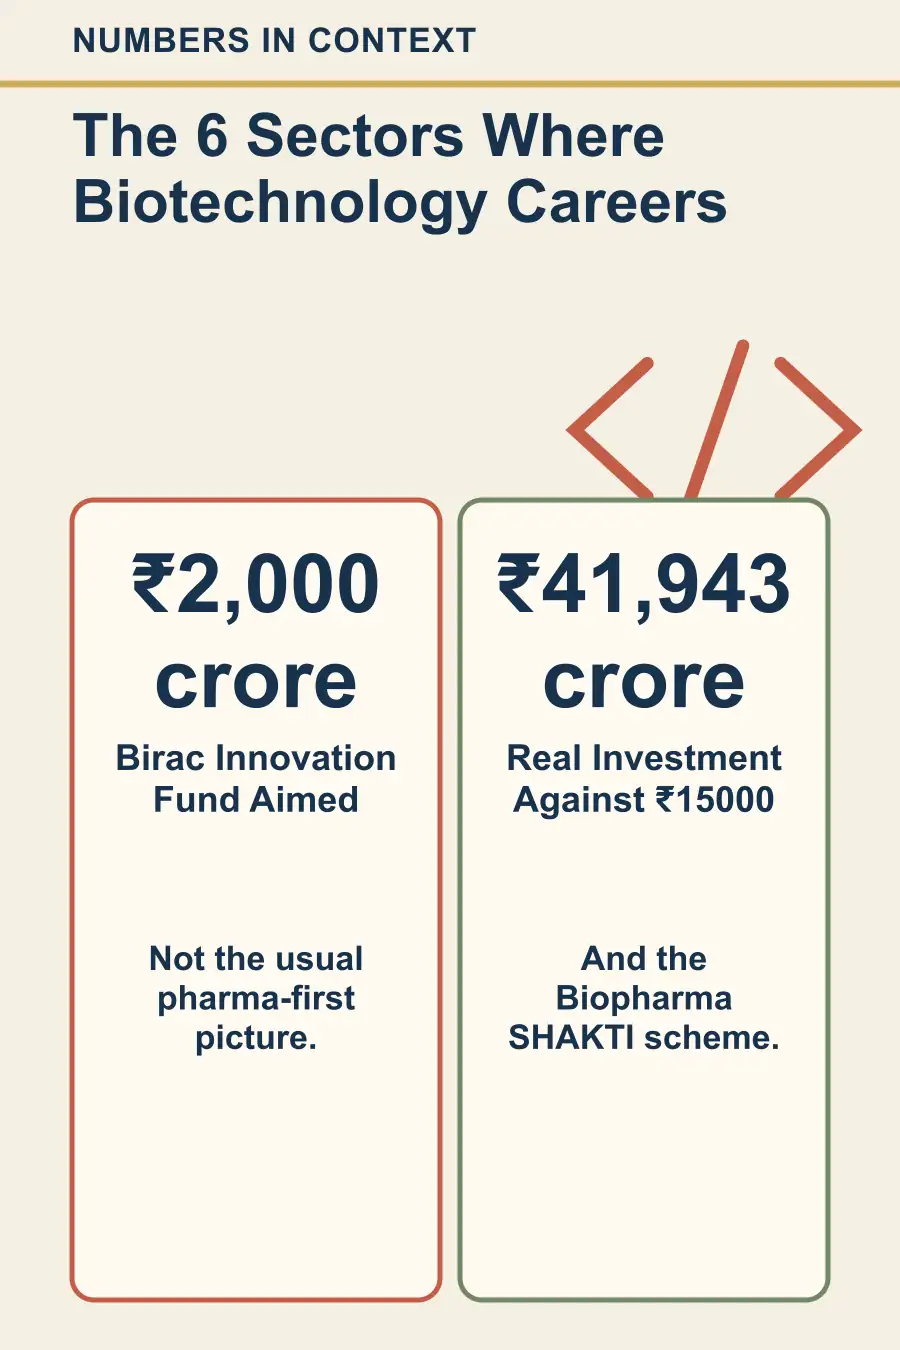 NUMBERS IN CONTEXT
The 6 Sectors Where
Biotechnology Careers
₹2,000
crore
Birac Innovation
Fund Aimed
Not the usual
pharma-first
picture.
₹41,943
crore
Real Investment
Against ₹15000
And the
Biopharma
SHAKTI scheme.